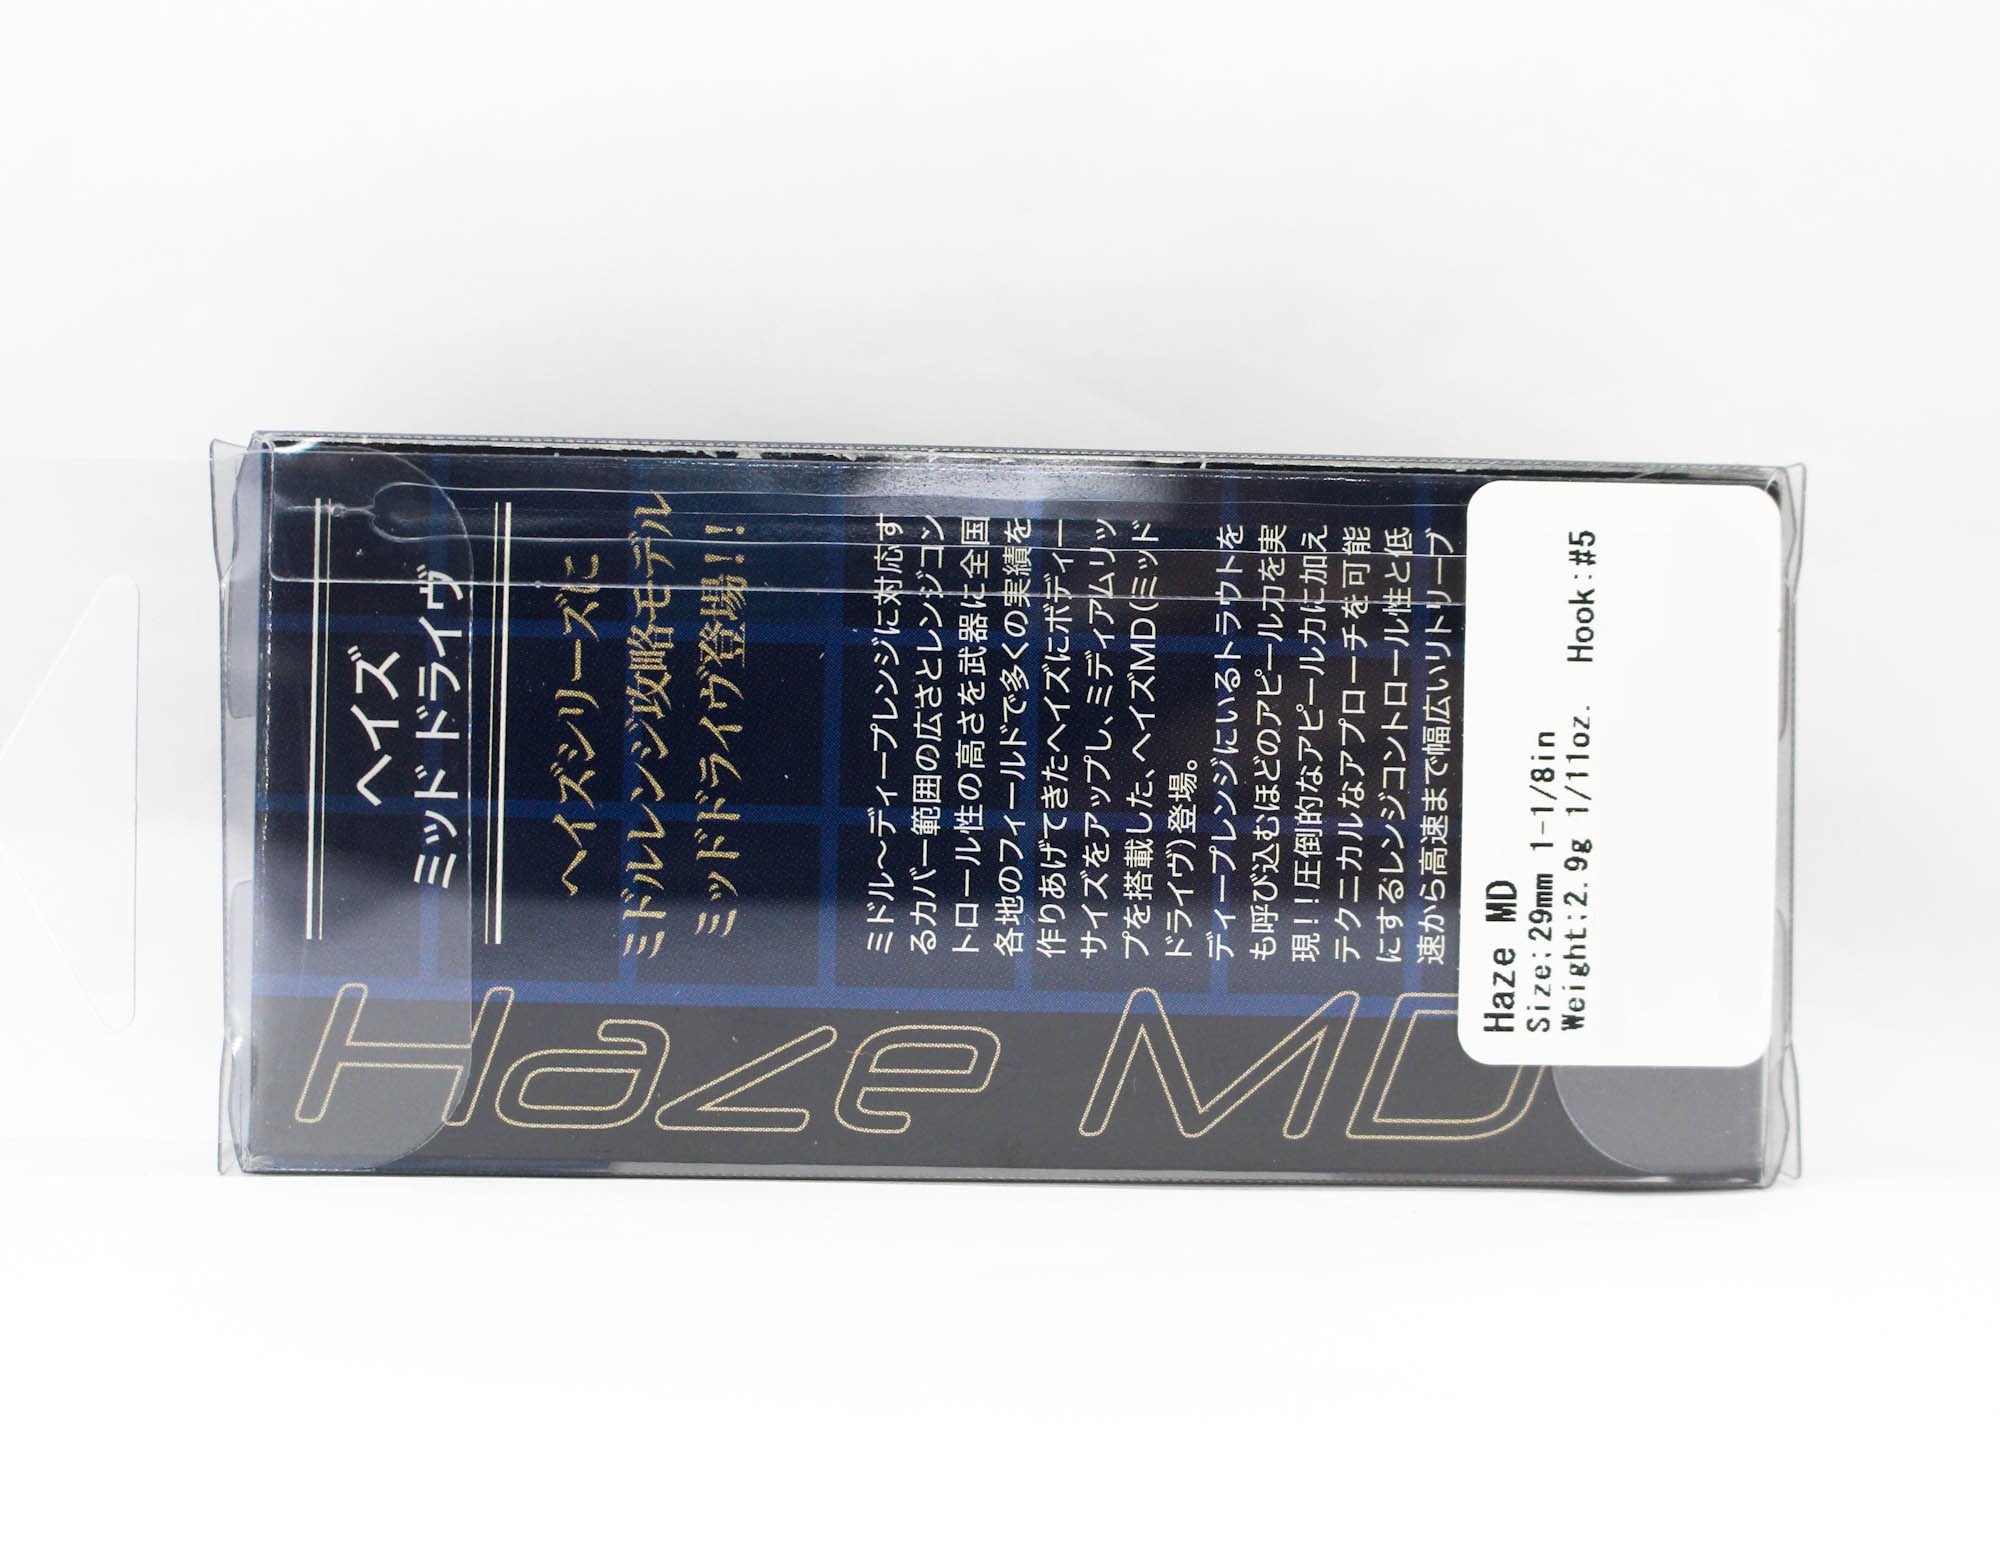 ヘイズ
ミッドドライヴ
ヘイズシリーズに
ミドルレンジ攻略モデル
ミッドドライヴ登場!!
ミドル～ディープレンジに対応す
るカバー範囲の広さとレンジコン
トロール性の高さを武器に全国
各地のフィールドで多くの実績を
作りあげてきたヘイズにボディー
サイズをアップし、ミディアムリッ
プを搭載した、ヘイズMD(ミッド
ドライヴ)登場。
ディープレンジにいるトラウトを
も呼び込むほどのアピール力を実
現!!圧倒的なアピール力に加え
テクニカルなアプローチを可能
にするレンジコントロール性と低
速から高速まで幅広いリトリーブ
Haze MD
Haze MD
Size:29mm 1-1/8in
Weight:2.9g 1/11oz. Hook:#5